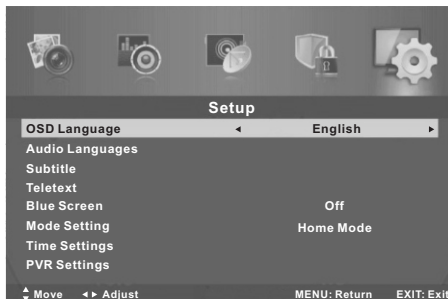 Setup
OSD Language English
Audio Languages
Subtitle
Teletext
Blue Screen Off
Mode Setting Home Mode
Time Settings
PVR Settings
Move Adjust MENU: Return EXIT: Exit